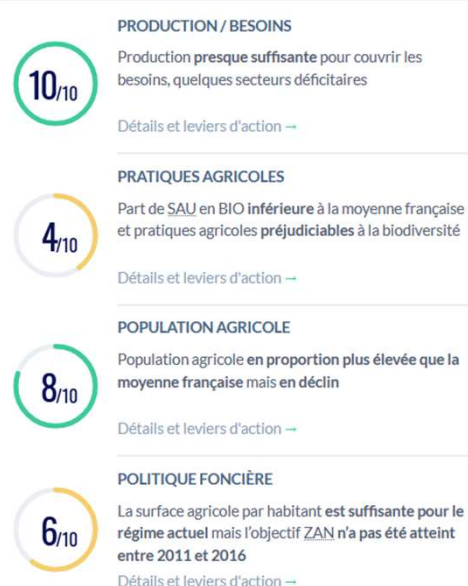 PRODUCTION / BESOINS
Production presque suffisante pour couvrir les
besoins, quelques secteurs déficitaires
10/10
Détails et leviers d'action →
PRATIQUES AGRICOLES
Part de SAU en BIO inférieure à la moyenne française
et pratiques agricoles préjudiciables à la biodiversité
4/10
Détails et leviers d'action →
POPULATION AGRICOLE
Population agricole en proportion plus élevée que la
moyenne française mais en déclin
8/10
Détails et leviers d'action →
POLITIQUE FONCIÈRE
La surface agricole par habitant est suffisante pour le
régime actuel mais l'objectif ZAN n'a pas été atteint
entre 2011 et 2016
6/10
Détails et leviers d'action →